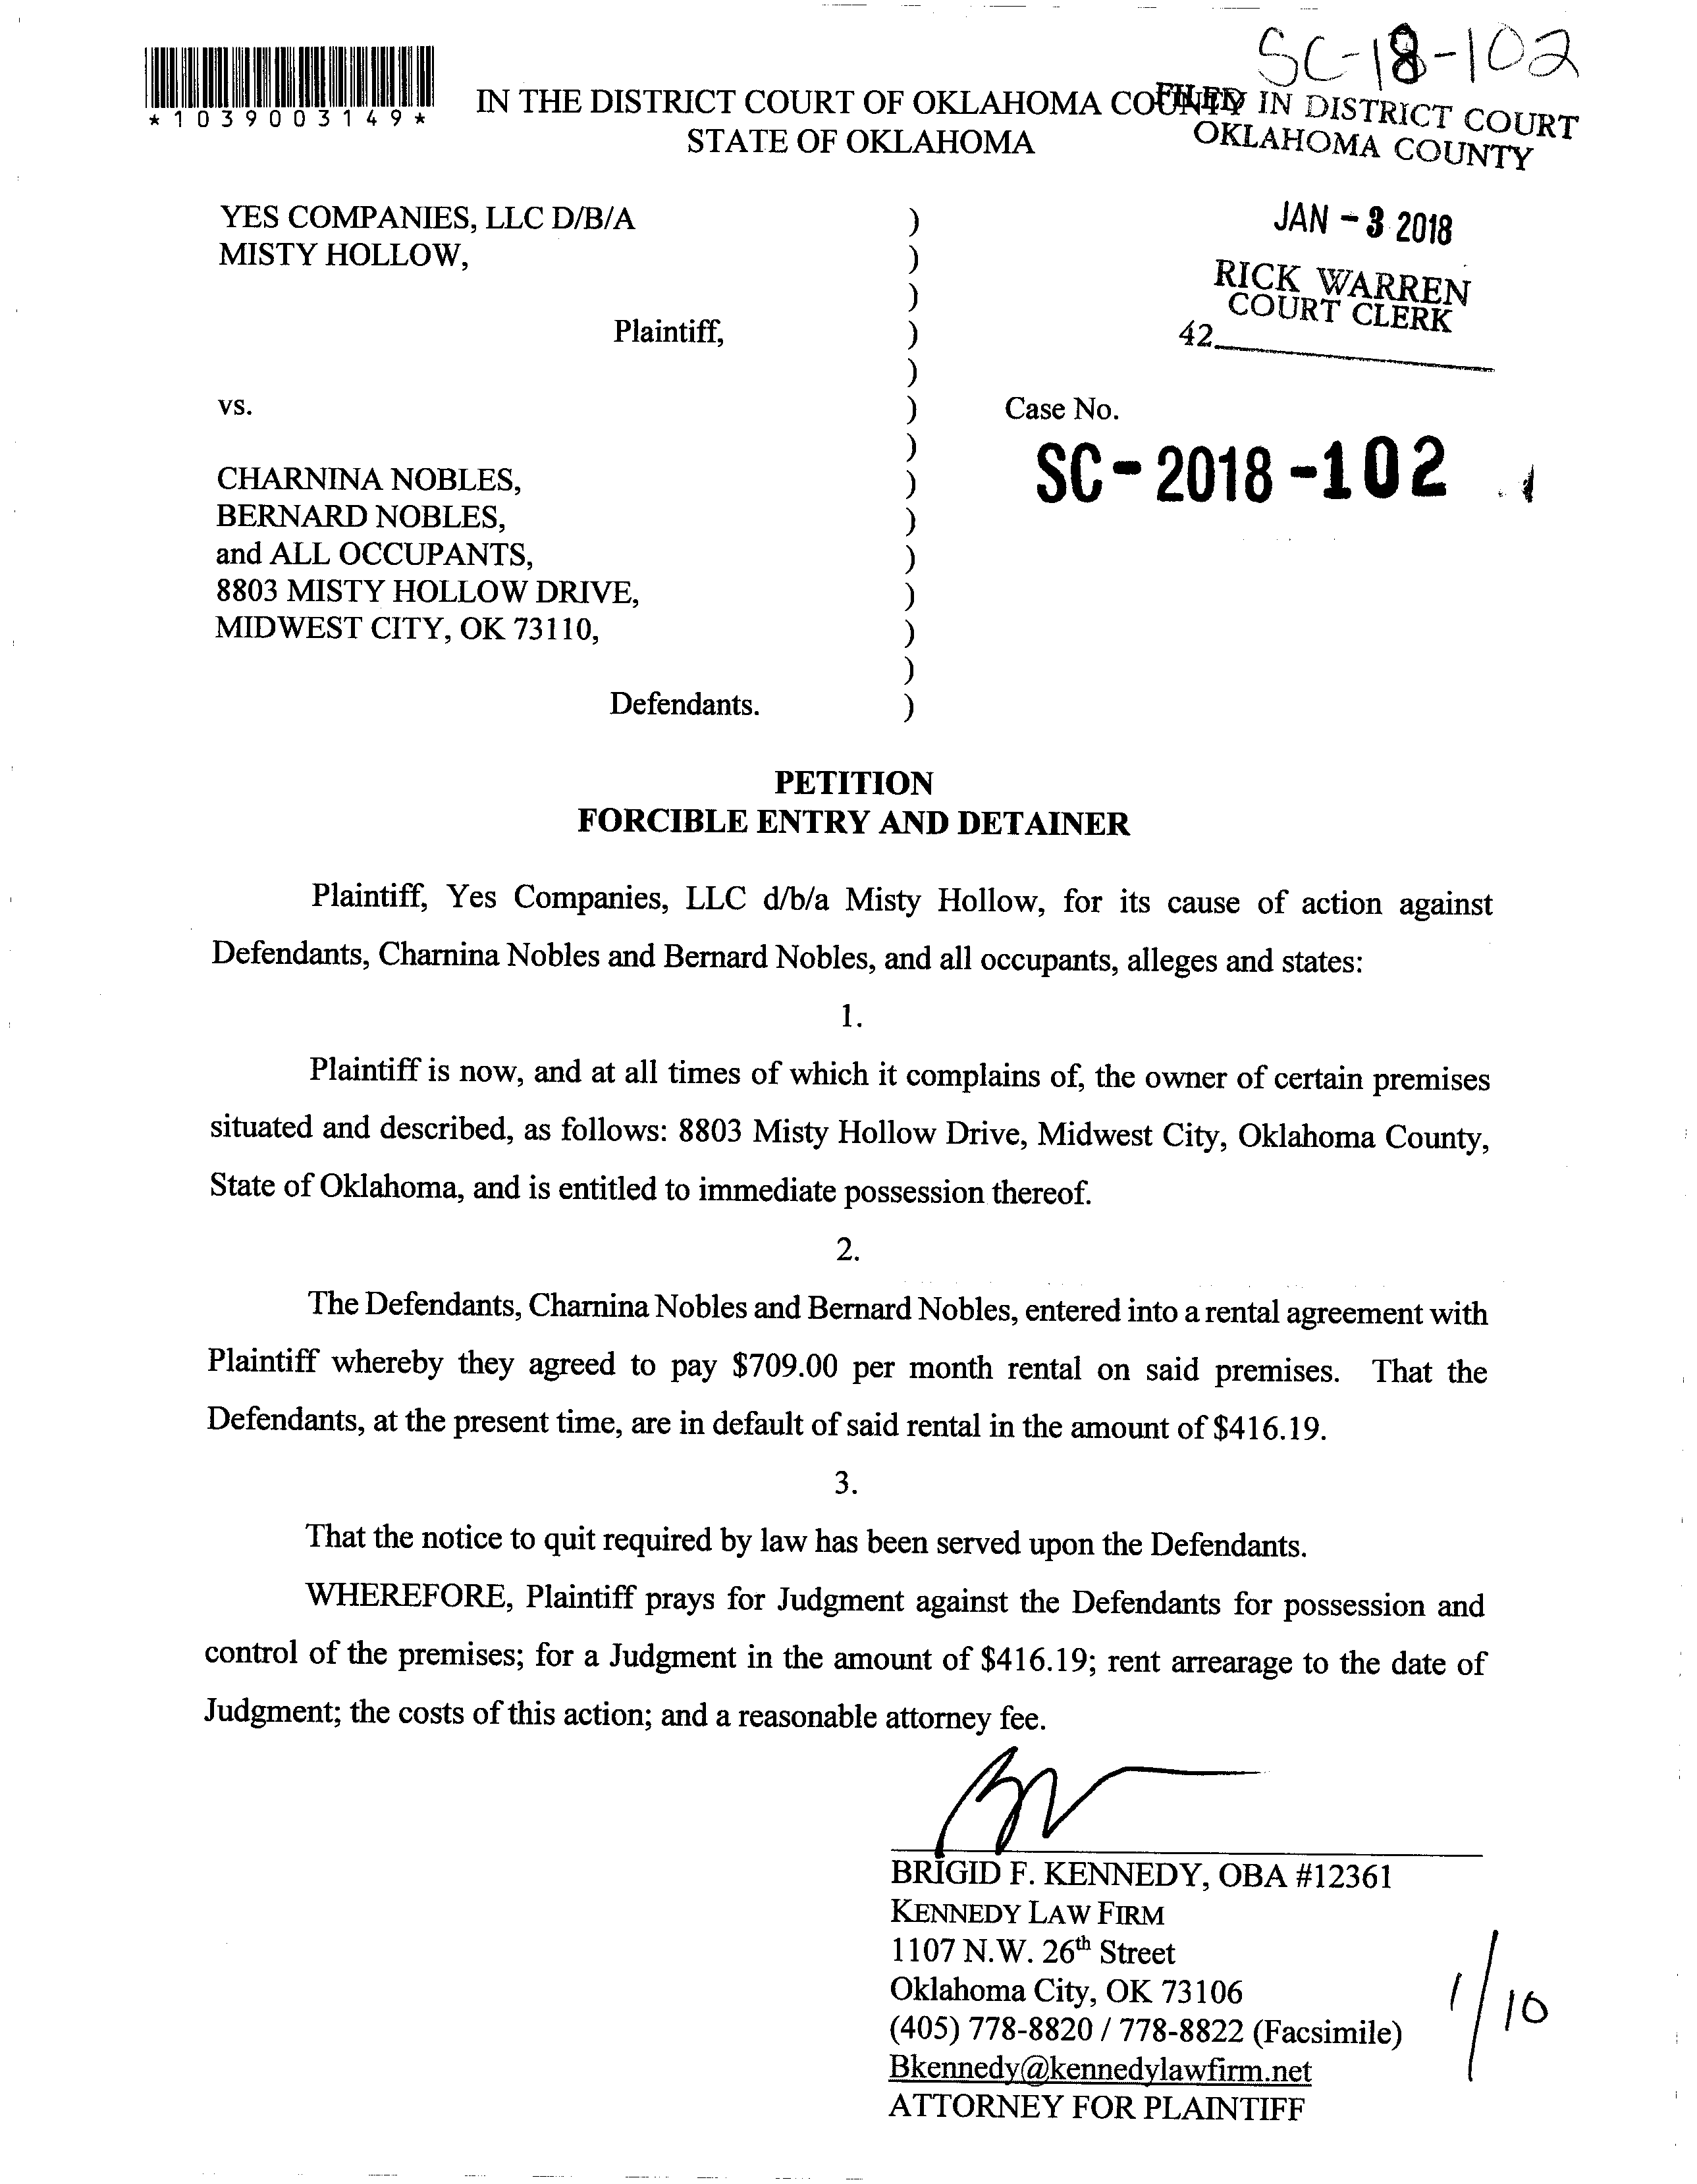 SC-18-102
*1039003149*
IN THE DISTRICT COURT OF OKLAHOMA COUNTY
STATE OF OKLAHOMA
FILED IN DISTRICT COURT
OKLAHOMA COUNTY
JAN - 3 2018
RICK WARREN
COURT CLERK
42
YES COMPANIES, LLC D/B/A )
MISTY HOLLOW, )
)
Plaintiff, )
)
vs. ) Case No.
)
SC-2018-102
CHARNINA NOBLES, )
BERNARD NOBLES, )
and ALL OCCUPANTS, )
8803 MISTY HOLLOW DRIVE, )
MIDWEST CITY, OK 73110, )
)
Defendants. )
PETITION
FORCIBLE ENTRY AND DETAINER
Plaintiff, Yes Companies, LLC d/b/a Misty Hollow, for its cause of action against
Defendants, Charnina Nobles and Bernard Nobles, and all occupants, alleges and states:
1.
Plaintiff is now, and at all times of which it complains of, the owner of certain premises
situated and described, as follows: 8803 Misty Hollow Drive, Midwest City, Oklahoma County,
State of Oklahoma, and is entitled to immediate possession thereof.
2.
The Defendants, Charnina Nobles and Bernard Nobles, entered into a rental agreement with
Plaintiff whereby they agreed to pay $709.00 per month rental on said premises. That the
Defendants, at the present time, are in default of said rental in the amount of $416.19.
3.
That the notice to quit required by law has been served upon the Defendants.
WHEREFORE, Plaintiff prays for Judgment against the Defendants for possession and
control of the premises; for a Judgment in the amount of $416.19; rent arrearage to the date of
Judgment; the costs of this action; and a reasonable attorney fee.
BRIGID F. KENNEDY, OBA #12361
KENNEDY LAW FIRM
1107 N.W. 26th Street
Oklahoma City, OK 73106
(405) 778-8820 / 778-8822 (Facsimile)
Bkennedy@kennedylawfirm.net
ATTORNEY FOR PLAINTIFF
1/10